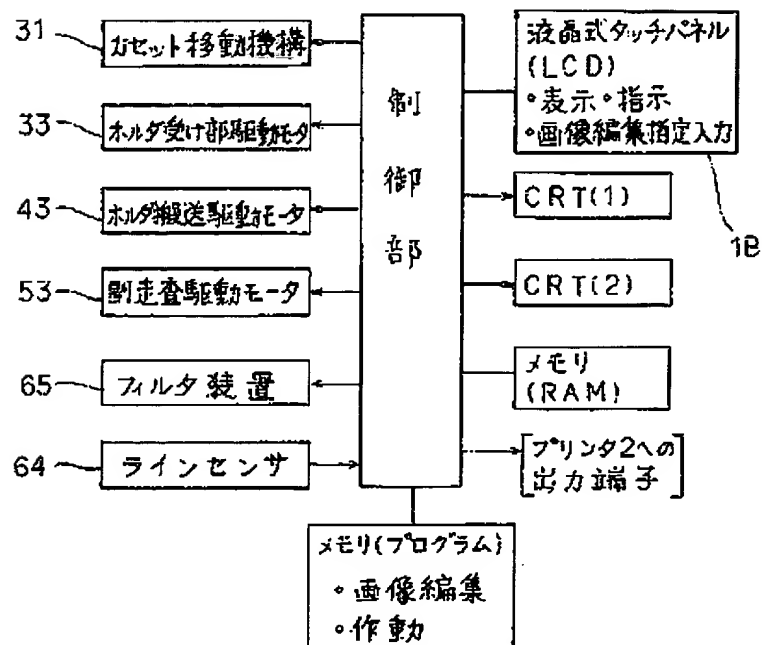 31
カセット移動機構
33
ホルダ受け部駆動モタ
43
ホルダ搬送駆動モータ
53
副走査駆動モータ
65
フィルタ装置
64
ラインセンサ
制
御
部
液晶式タッチパネル
(LCD)
・表示・指示
・画像編集指定入力
1B
CRT(1)
CRT(2)
メモリ
(RAM)
プリンタ2への
出力端子
メモリ(プログラム)
・画像編集
・作動